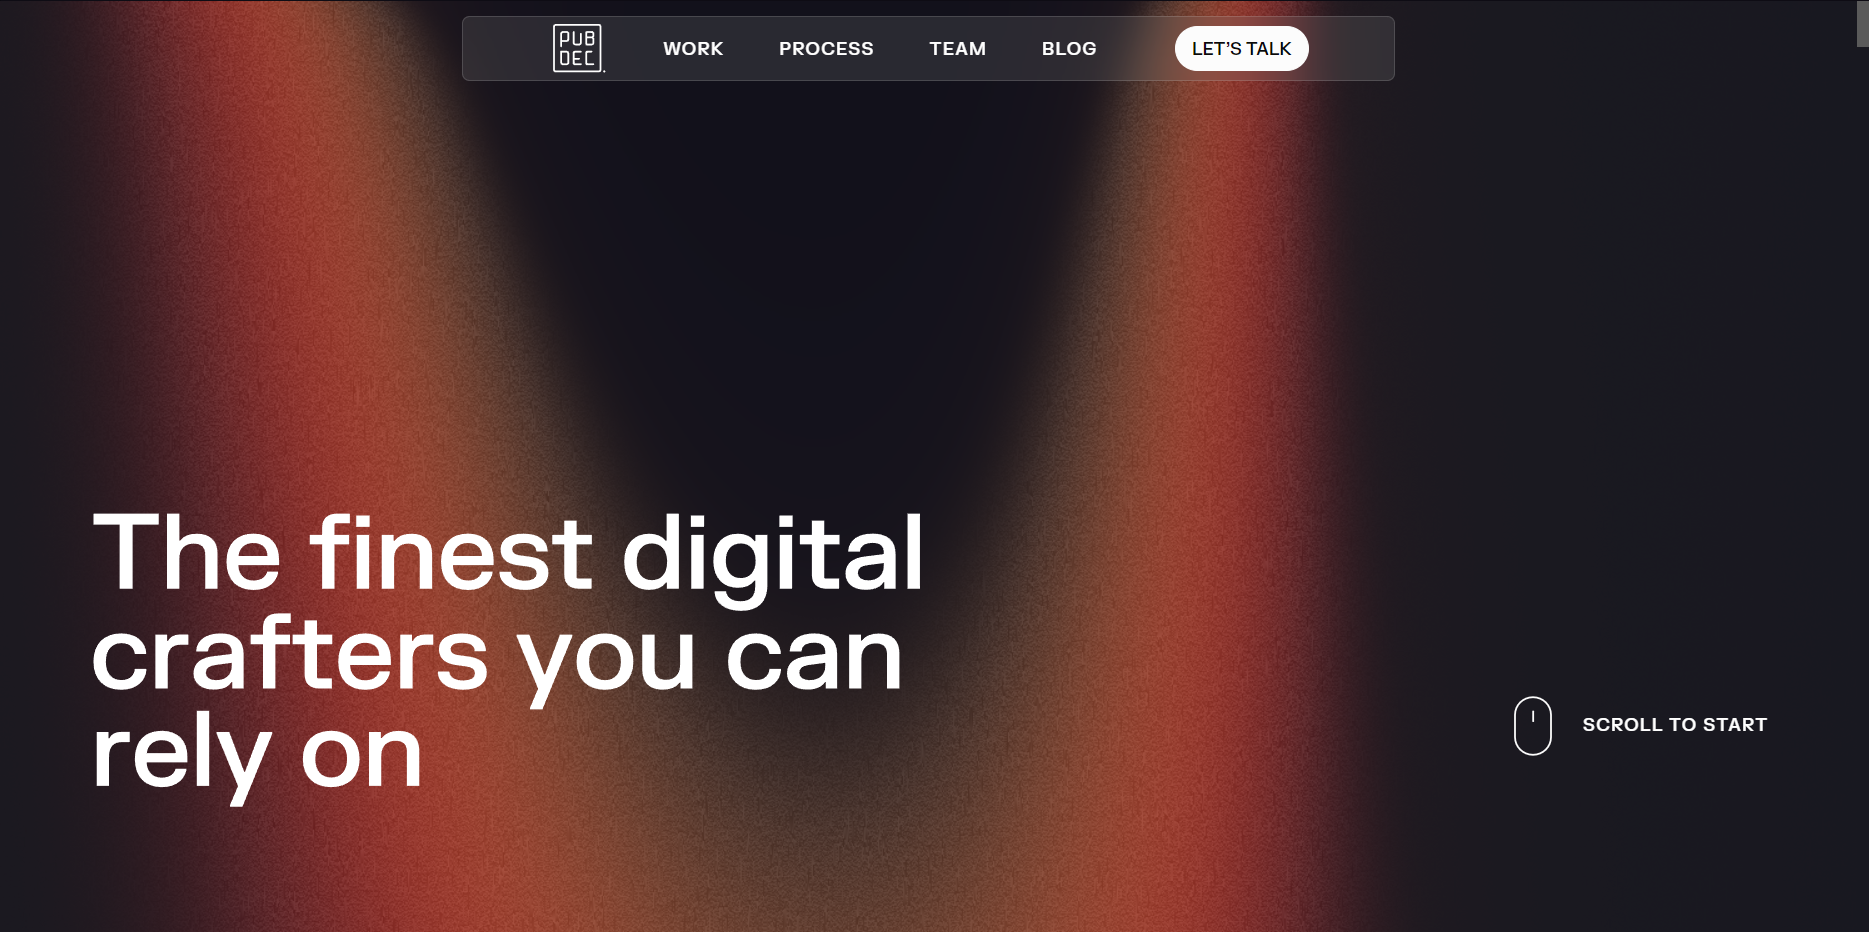 PUB
DEC.
WORK
PROCESS
TEAM
BLOG
LET’S TALK
The finest digital
crafters you can
rely on
SCROLL TO START